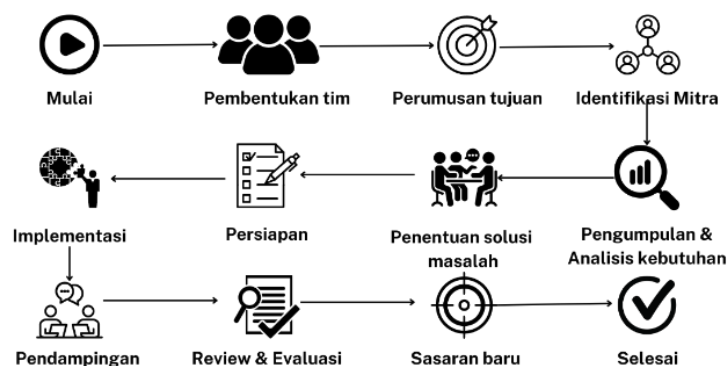 Mulai
Pembentukan tim
Perumusan tujuan
Identifikasi Mitra
Pengumpulan &
Analisis kebutuhan
Penentuan solusi
masalah
Persiapan
Implementasi
Pendampingan
Review & Evaluasi
Sasaran baru
Selesai